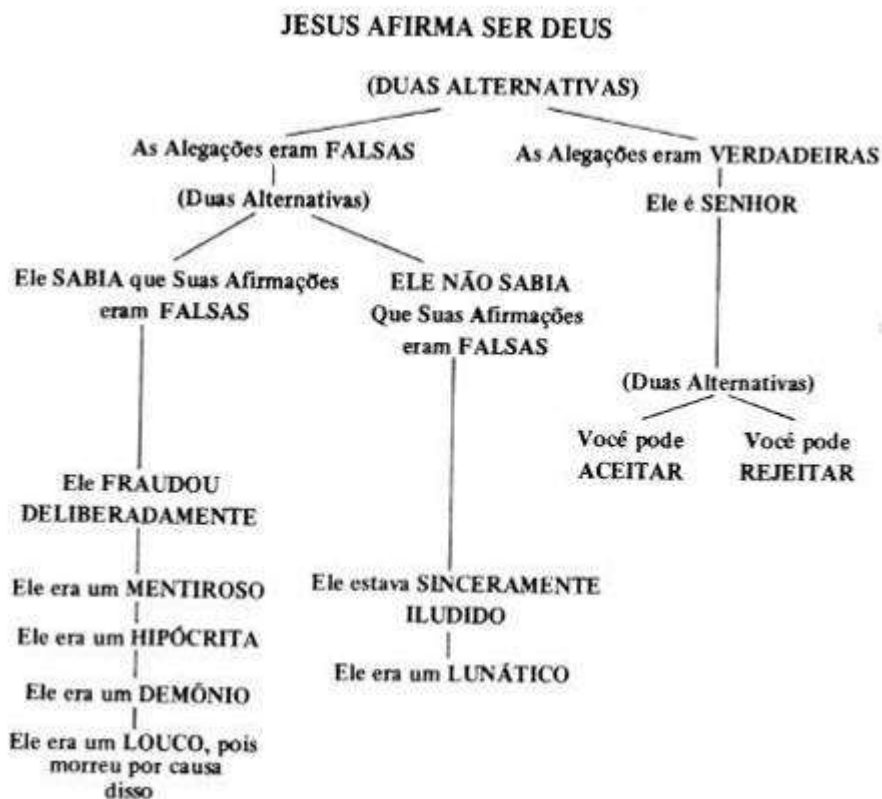 JESUS AFIRMA SER DEUS
(DUAS ALTERNATIVAS)
As Alegações eram FALSAS
(Duas Alternativas)
Ele SABIA que Suas Afirmações
eram FALSAS
Ele FRAUDOU
DELIBERADAMENTE
Ele era um MENTIROSO
Ele era um HIPÓCRITA
Ele era um DEMÔNIO
Ele era um LOUCO, pois
morreu por causa
disso
ELE NÃO SABIA
Que Suas Afirmações
eram FALSAS
Ele estava SINCERAMENTE
ILUDIDO
Ele era um LUNÁTICO
As Alegações eram VERDADEIRAS
Ele é SENHOR
(Duas Alternativas)
Você pode
ACEITAR
Você pode
REJEITAR